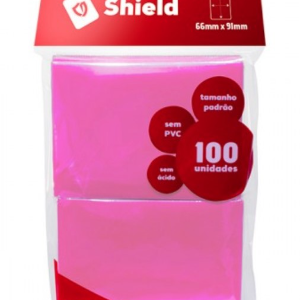 Shield
66mm x 91mm
tamanho
padrão
sem
PVC
100
unidades
sem
ácido